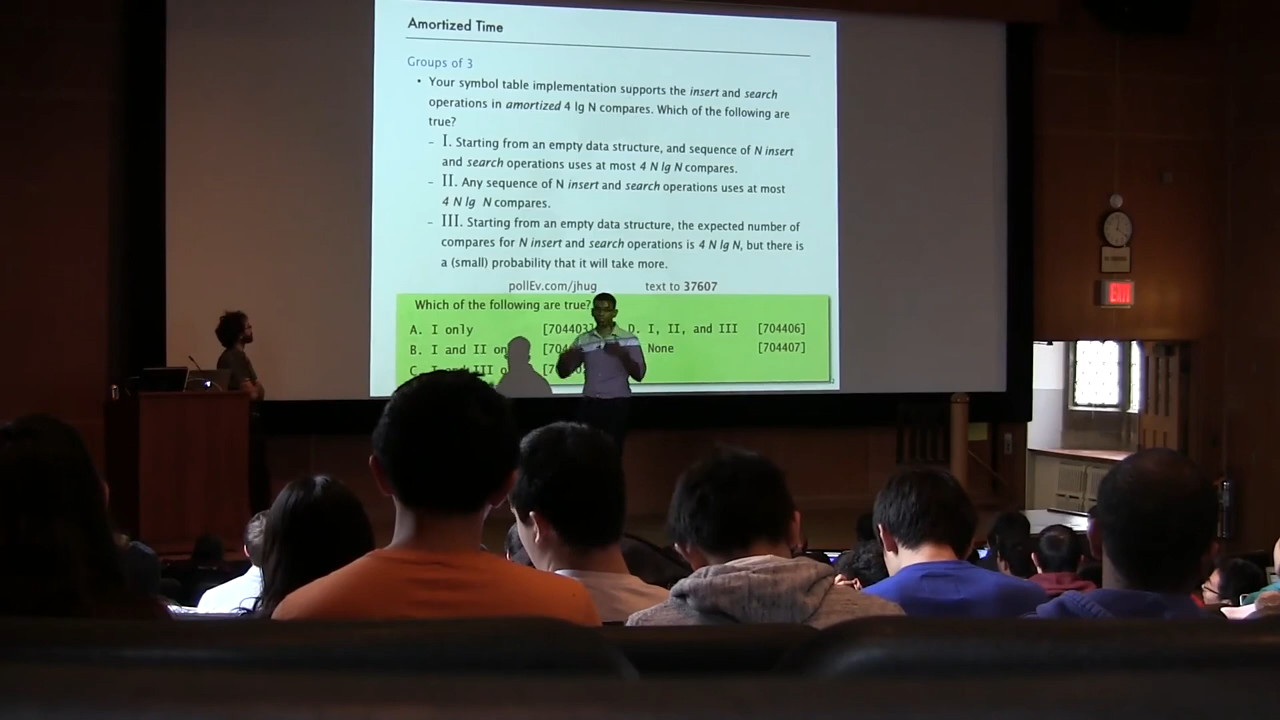 Amortized Time
Groups of 3
• Your symbol table implementation supports the insert and search
operations in amortized 4 lg N compares. Which of the following are
true?
– I. Starting from an empty data structure, and sequence of N insert
and search operations uses at most 4 N lg N compares.
– II. Any sequence of N insert and search operations uses at most
4 N lg N compares.
– III. Starting from an empty data structure, the expected number of
compares for N insert and search operations is 4 N lg N, but there is
a (small) probability that it will take more.
pollEv.com/jhug text to 37607
Which of the following are true?
A. I only [704403] D. I, II, and III [704406]
B. I and II None [704407]
C. III
EXIT